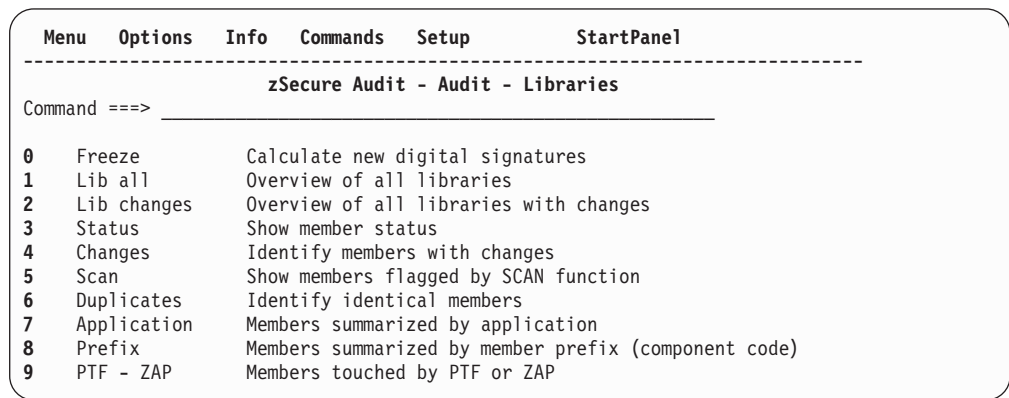 Menu Options Info Commands Setup StartPanel
-------------------------------------------------------------------------------
zSecure Audit - Audit - Libraries
Command ===> ____________________________________________________
0 Freeze Calculate new digital signatures
1 Lib all Overview of all libraries
2 Lib changes Overview of all libraries with changes
3 Status Show member status
4 Changes Identify members with changes
5 Scan Show members flagged by SCAN function
6 Duplicates Identify identical members
7 Application Members summarized by application
8 Prefix Members summarized by member prefix (component code)
9 PTF - ZAP Members touched by PTF or ZAP